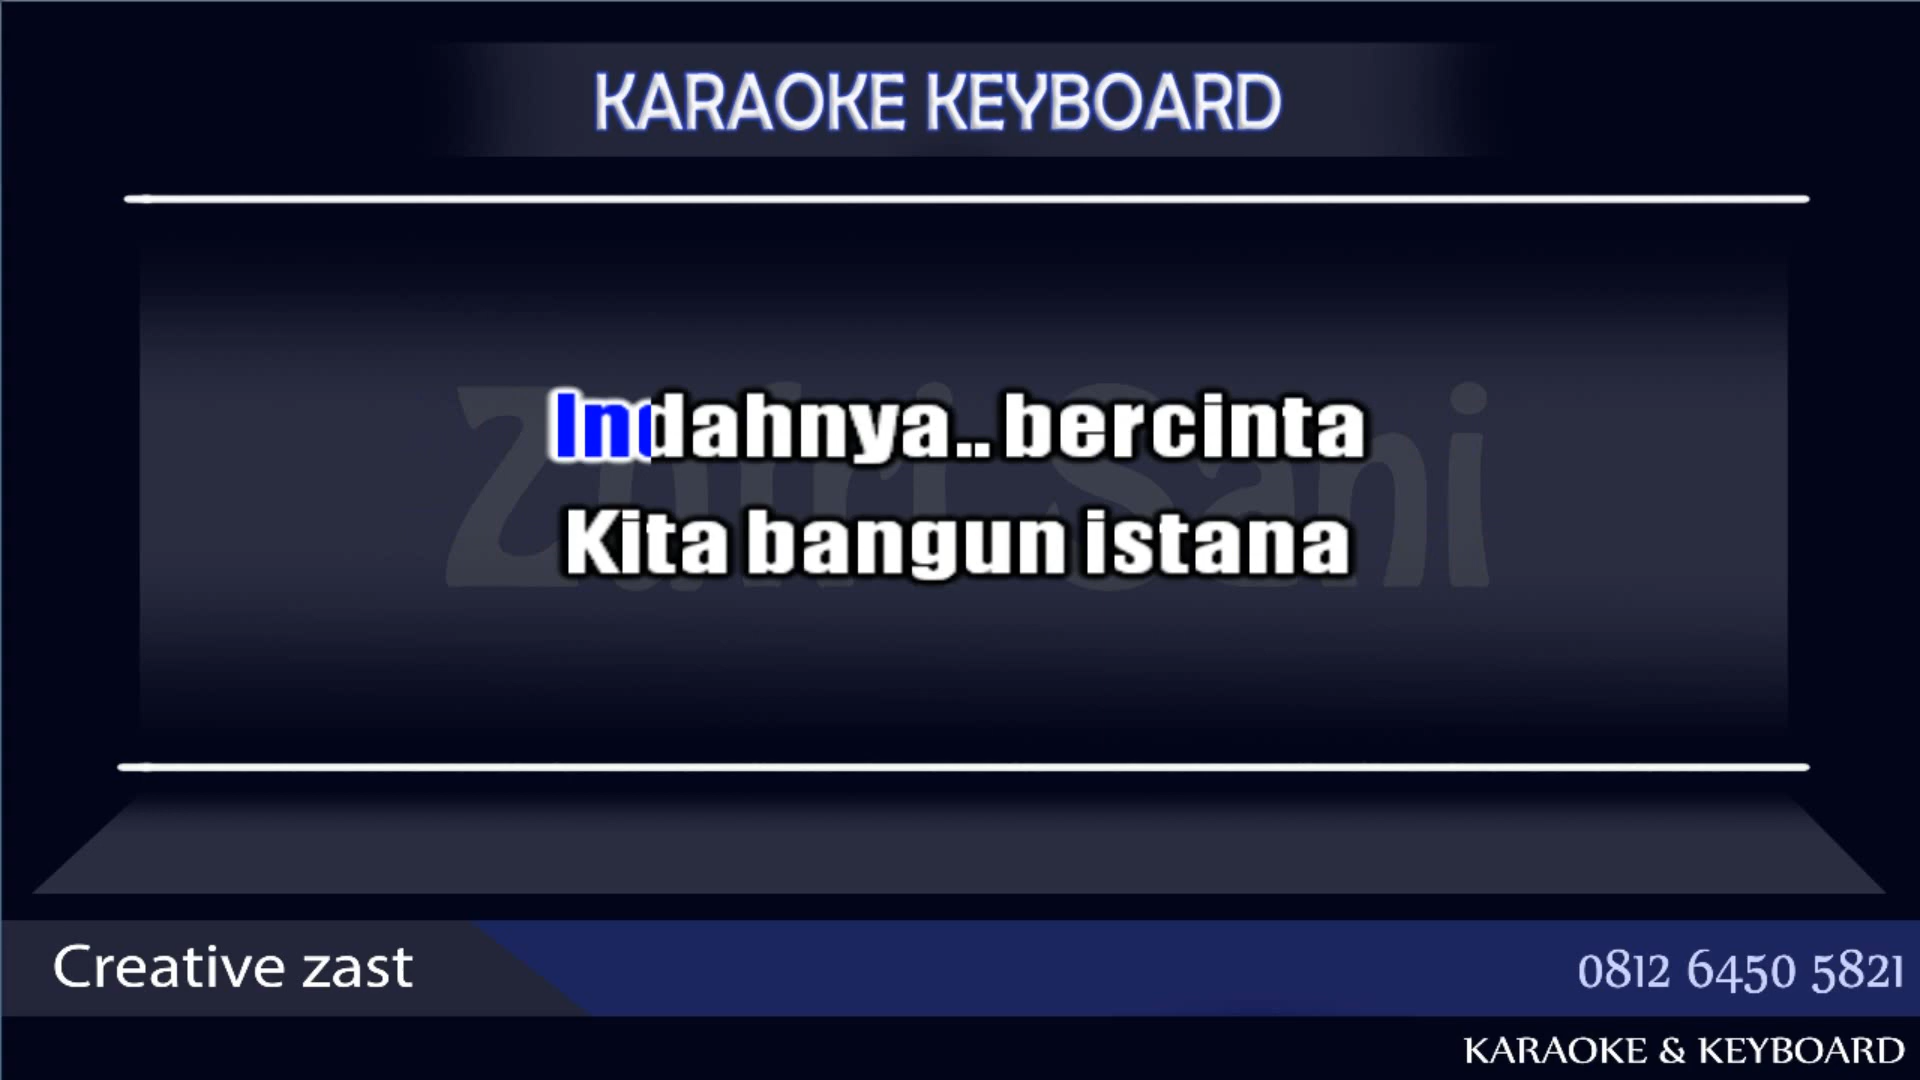 KARAOKE KEYBOARD
Indahnya.. bercinta
Kita bangun istana
Creative zast
0812 6450 5821
KARAOKE & KEYBOARD